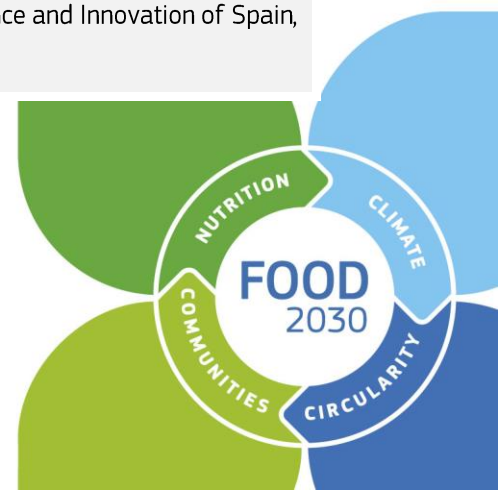 ce and Innovation of Spain,
NUTRITION
CLIMATE
FOOD
2030
COMMUNITIES
CIRCULARITY